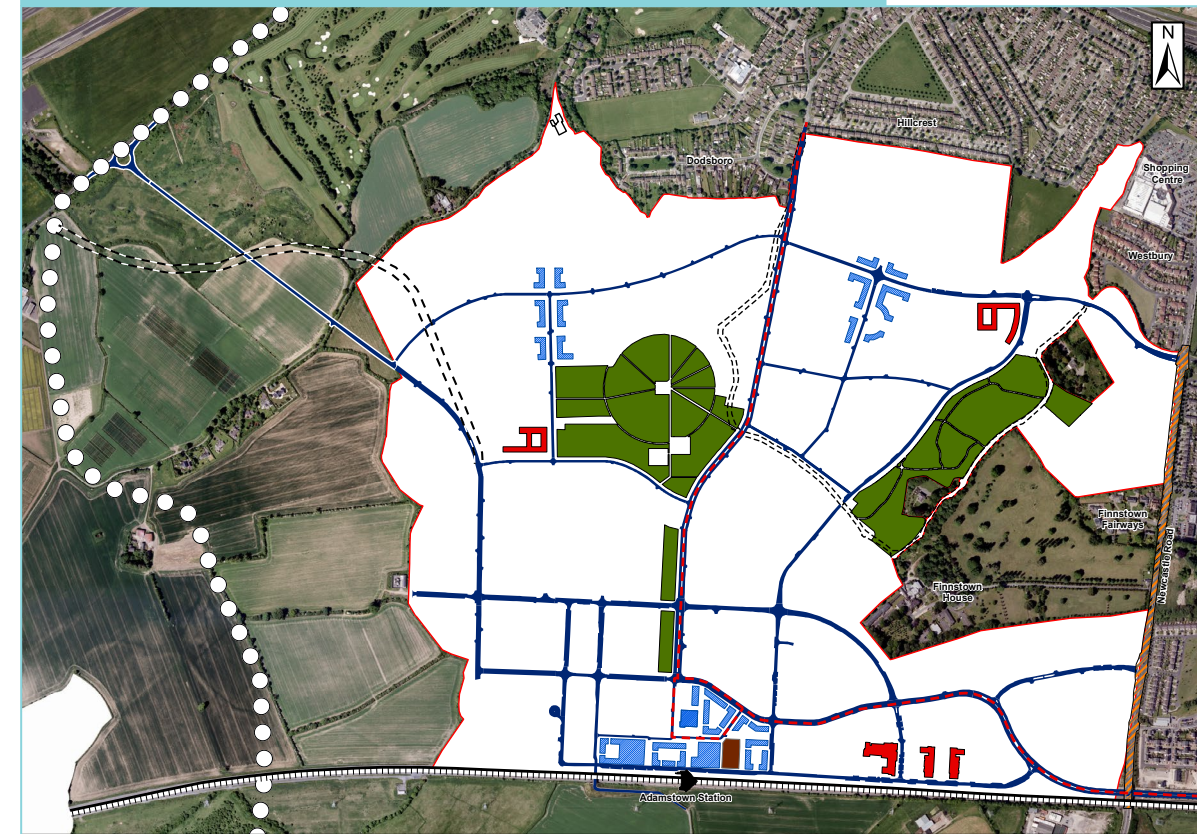 N
Hillcrest
Dodsboro
Shopping
Centre
Westbury
Finnstown
Fairways
Newcastle Road
Finnstown
House
Adamstown Station